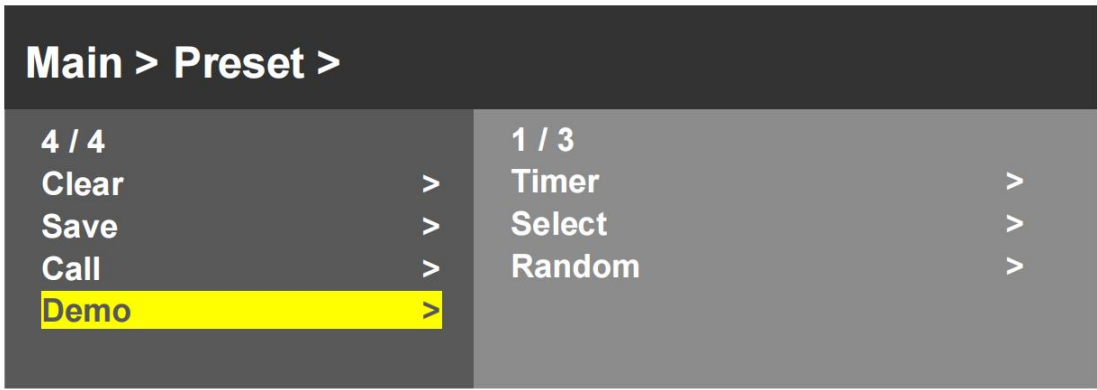 Main > Preset >
4 / 4
Clear >
Save >
Call >
Demo >
1 / 3
Timer >
Select >
Random >